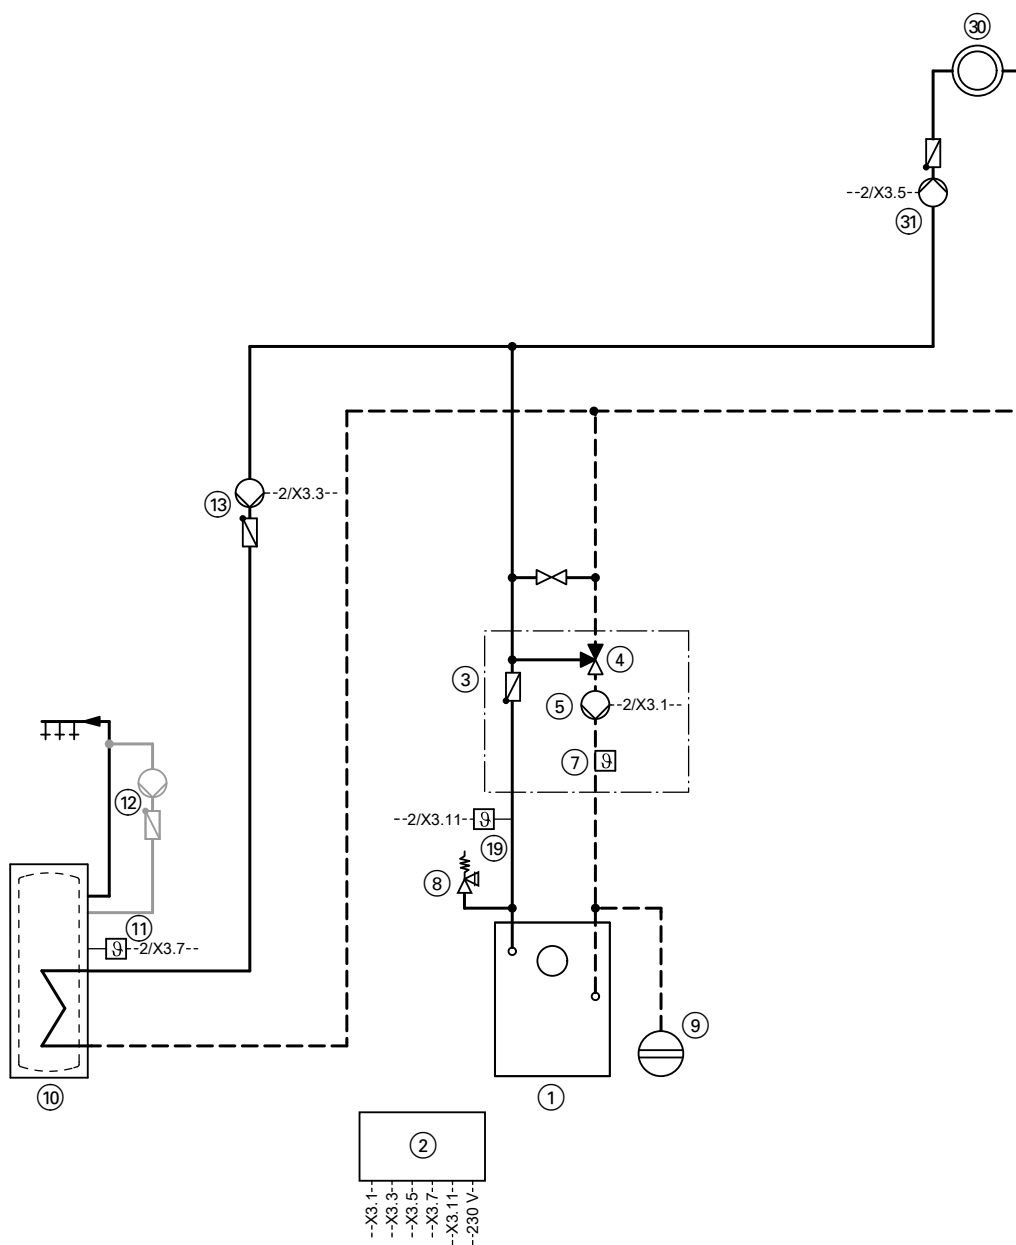 30
--2/X3.5--
31
13
--2/X3.3--
4
3
5
--2/X3.1--
7
ϑ
12
--2/X3.11--
ϑ
19
8
11
ϑ
--2/X3.7--
9
10
1
2
--X3.1--
--X3.3--
--X3.5--
--X3.7--
--X3.11--
--230 V--